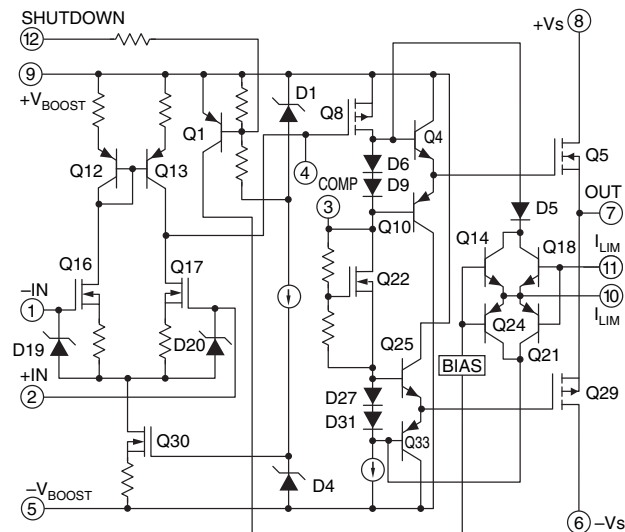 SHUTDOWN
12
8
+Vs
9
+VBOOST
D1
Q8
Q4
Q1
Q12
Q13
4
D6
D9
Q5
COMP
3
Q10
D5
OUT
7
Q14
Q18
ILIM
11
Q16
Q17
Q22
–IN
1
10
ILIM
D19
D20
Q24
Q21
Q25
BIAS
+IN
2
D27
D31
Q29
Q30
Q33
–VBOOST
5
D4
6
–Vs